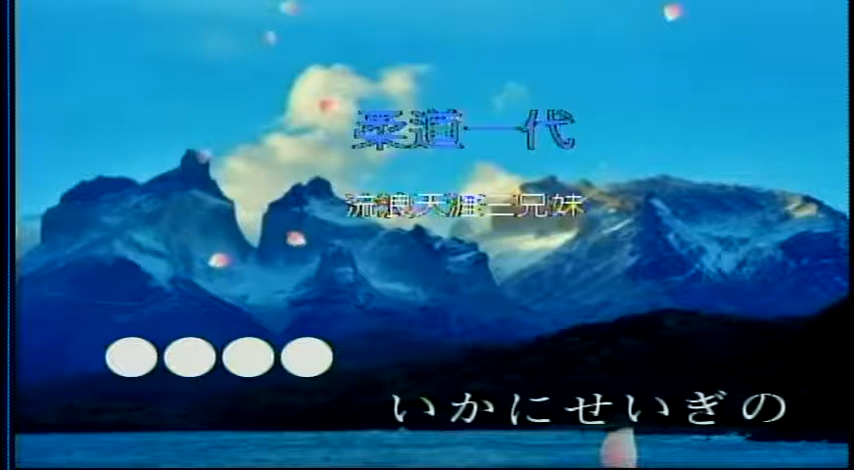 柔道一代
流浪天涯三兄妹
いかにせいぎの